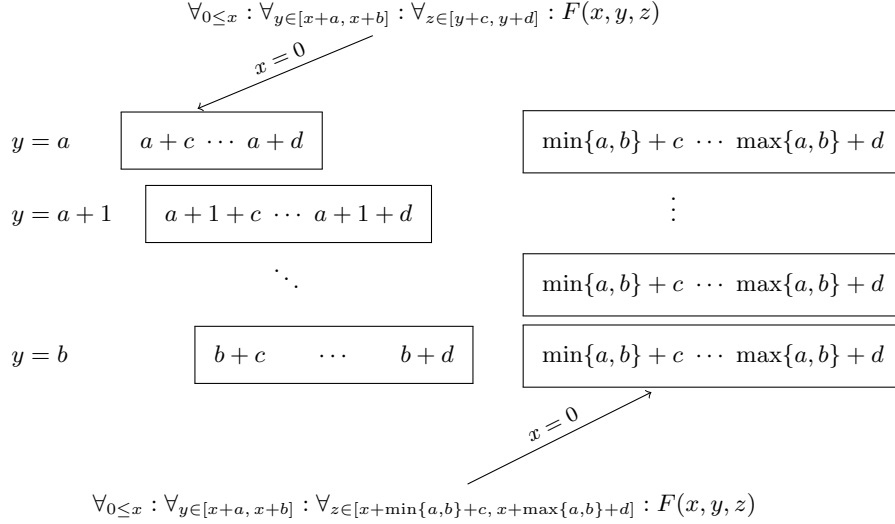 ∀_{0≤x} : ∀_{y∈[x+a, x+b]} : ∀_{z∈[y+c, y+d]} : F(x, y, z)
x = 0
y = a a + c ⋯ a + d min{a, b} + c ⋯ max{a, b} + d
y = a + 1 a + 1 + c ⋯ a + 1 + d ⋮
⋱ min{a, b} + c ⋯ max{a, b} + d
y = b b + c ⋯ b + d min{a, b} + c ⋯ max{a, b} + d
x = 0
∀_{0≤x} : ∀_{y∈[x+a, x+b]} : ∀_{z∈[x+min{a,b}+c, x+max{a,b}+d]} : F(x, y, z)